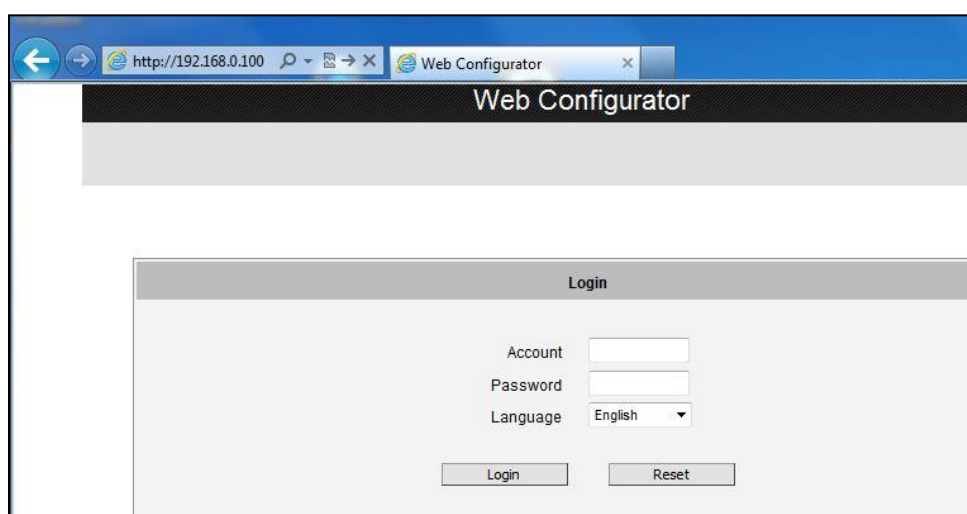 http://192.168.0.100
Web Configurator
Web Configurator
Login
Account
Password
Language English
Login Reset